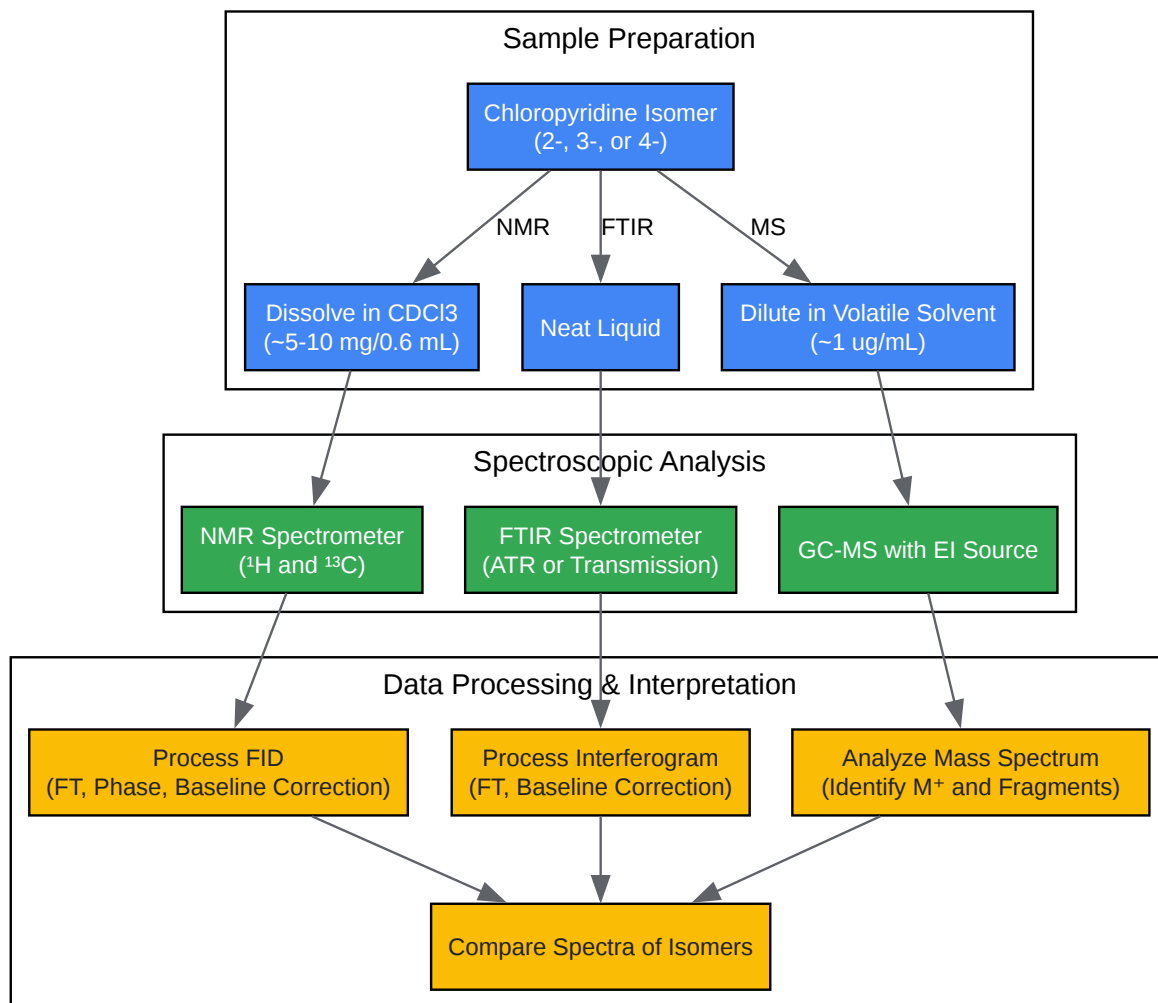 Sample Preparation
Chloropyridine Isomer
(2-, 3-, or 4-)
NMR
FTIR
MS
Dissolve in CDCl3
(~5-10 mg/0.6 mL)
Neat Liquid
Dilute in Volatile Solvent
(~1 ug/mL)
Spectroscopic Analysis
NMR Spectrometer
(¹H and ¹³C)
FTIR Spectrometer
(ATR or Transmission)
GC-MS with EI Source
Data Processing & Interpretation
Process FID
(FT, Phase, Baseline Correction)
Process Interferogram
(FT, Baseline Correction)
Analyze Mass Spectrum
(Identify M⁺ and Fragments)
Compare Spectra of Isomers